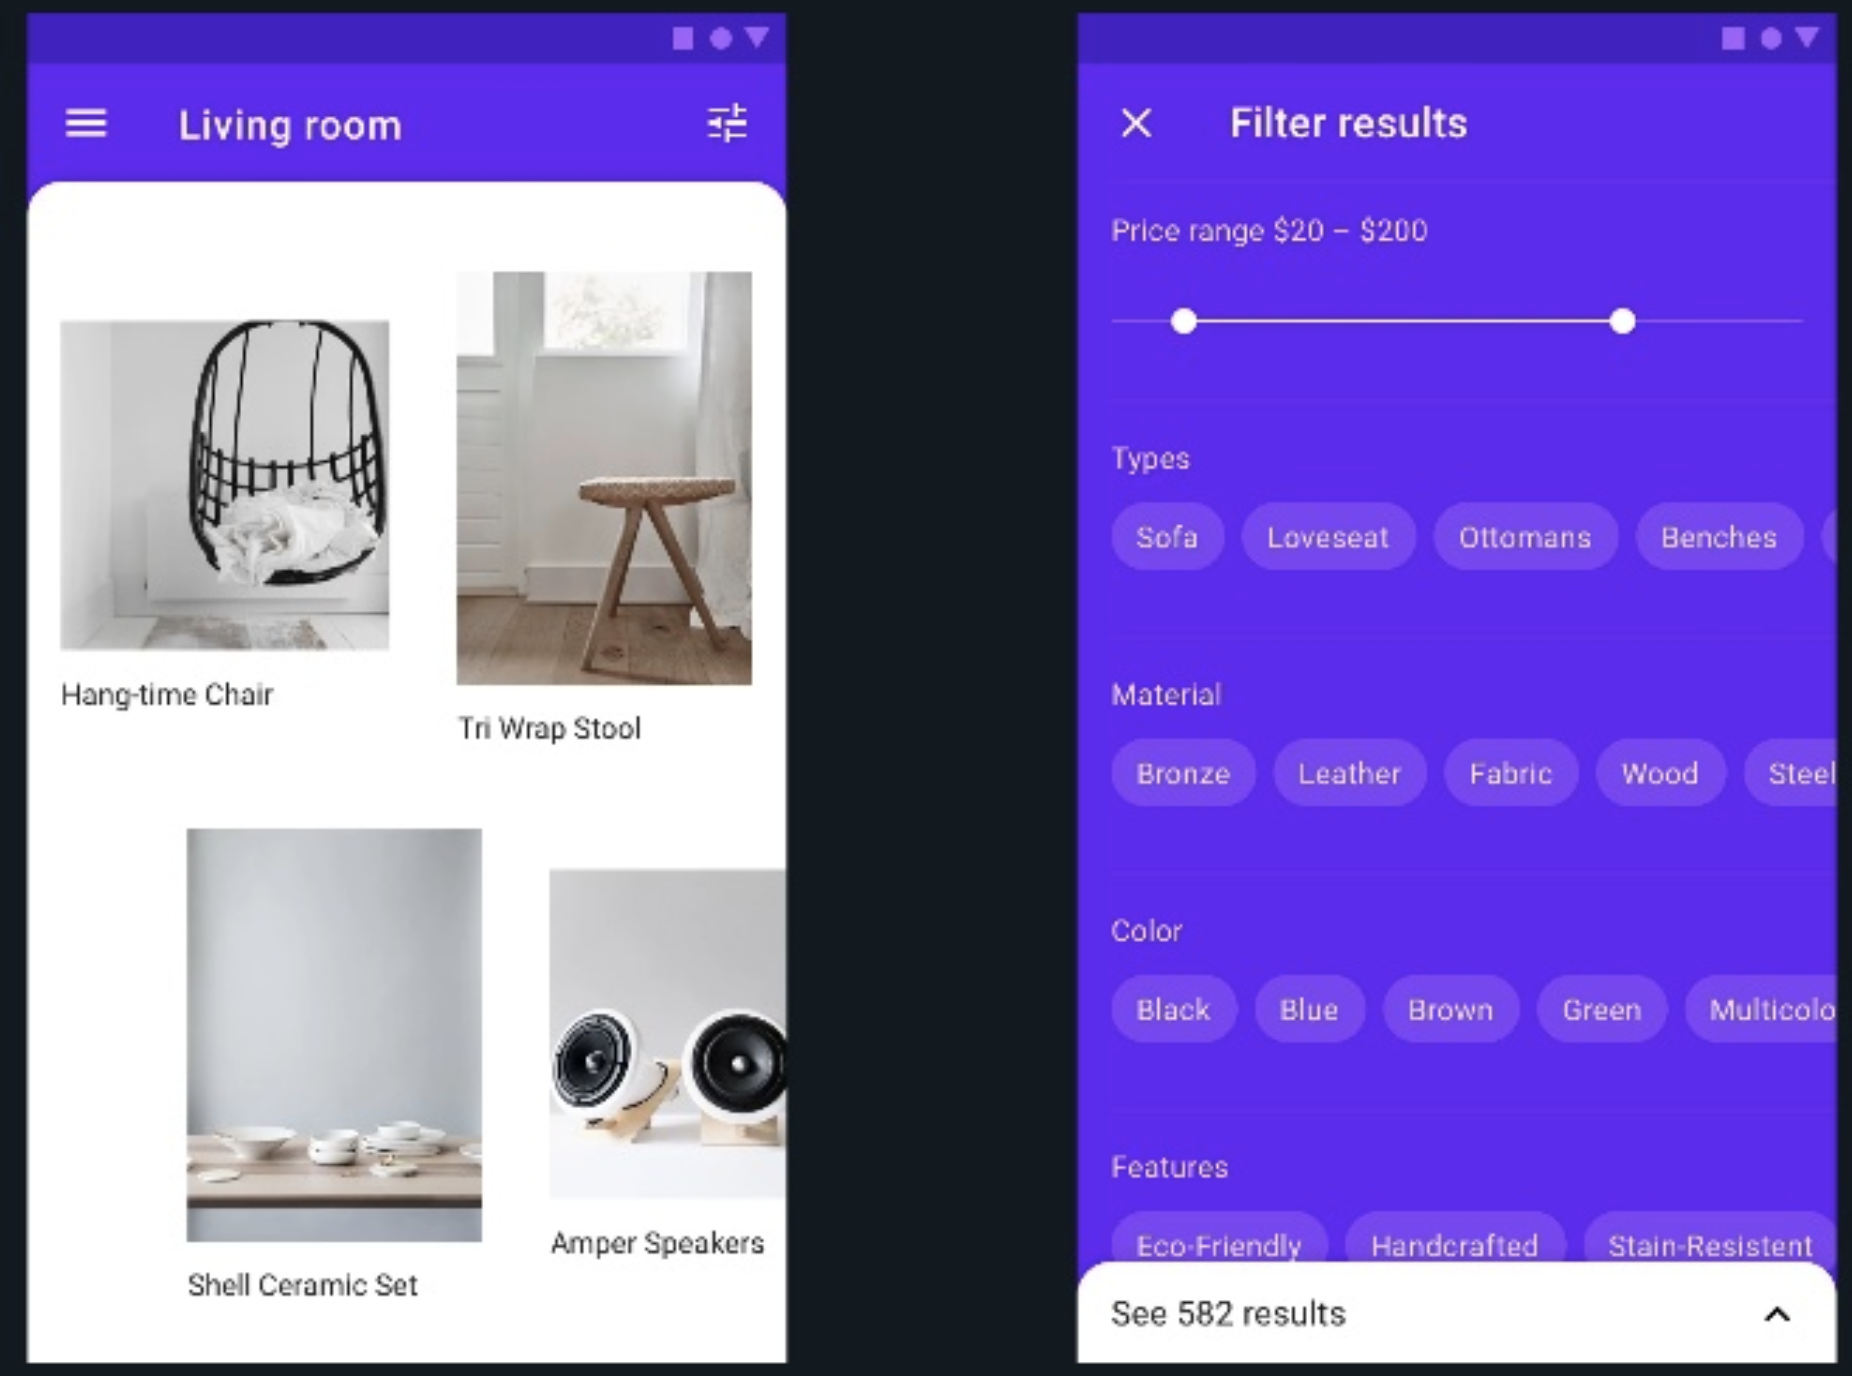 Living room
Hang-time Chair
Tri Wrap Stool
Shell Ceramic Set
Amper Speakers
Filter results
Price range $20 – $200
Types
Sofa Loveseat Ottomans Benches
Material
Bronze Leather Fabric Wood Steel
Color
Black Blue Brown Green Multicolo
Features
Eco-Friendly Handcrafted Stain-Resistent
See 582 results